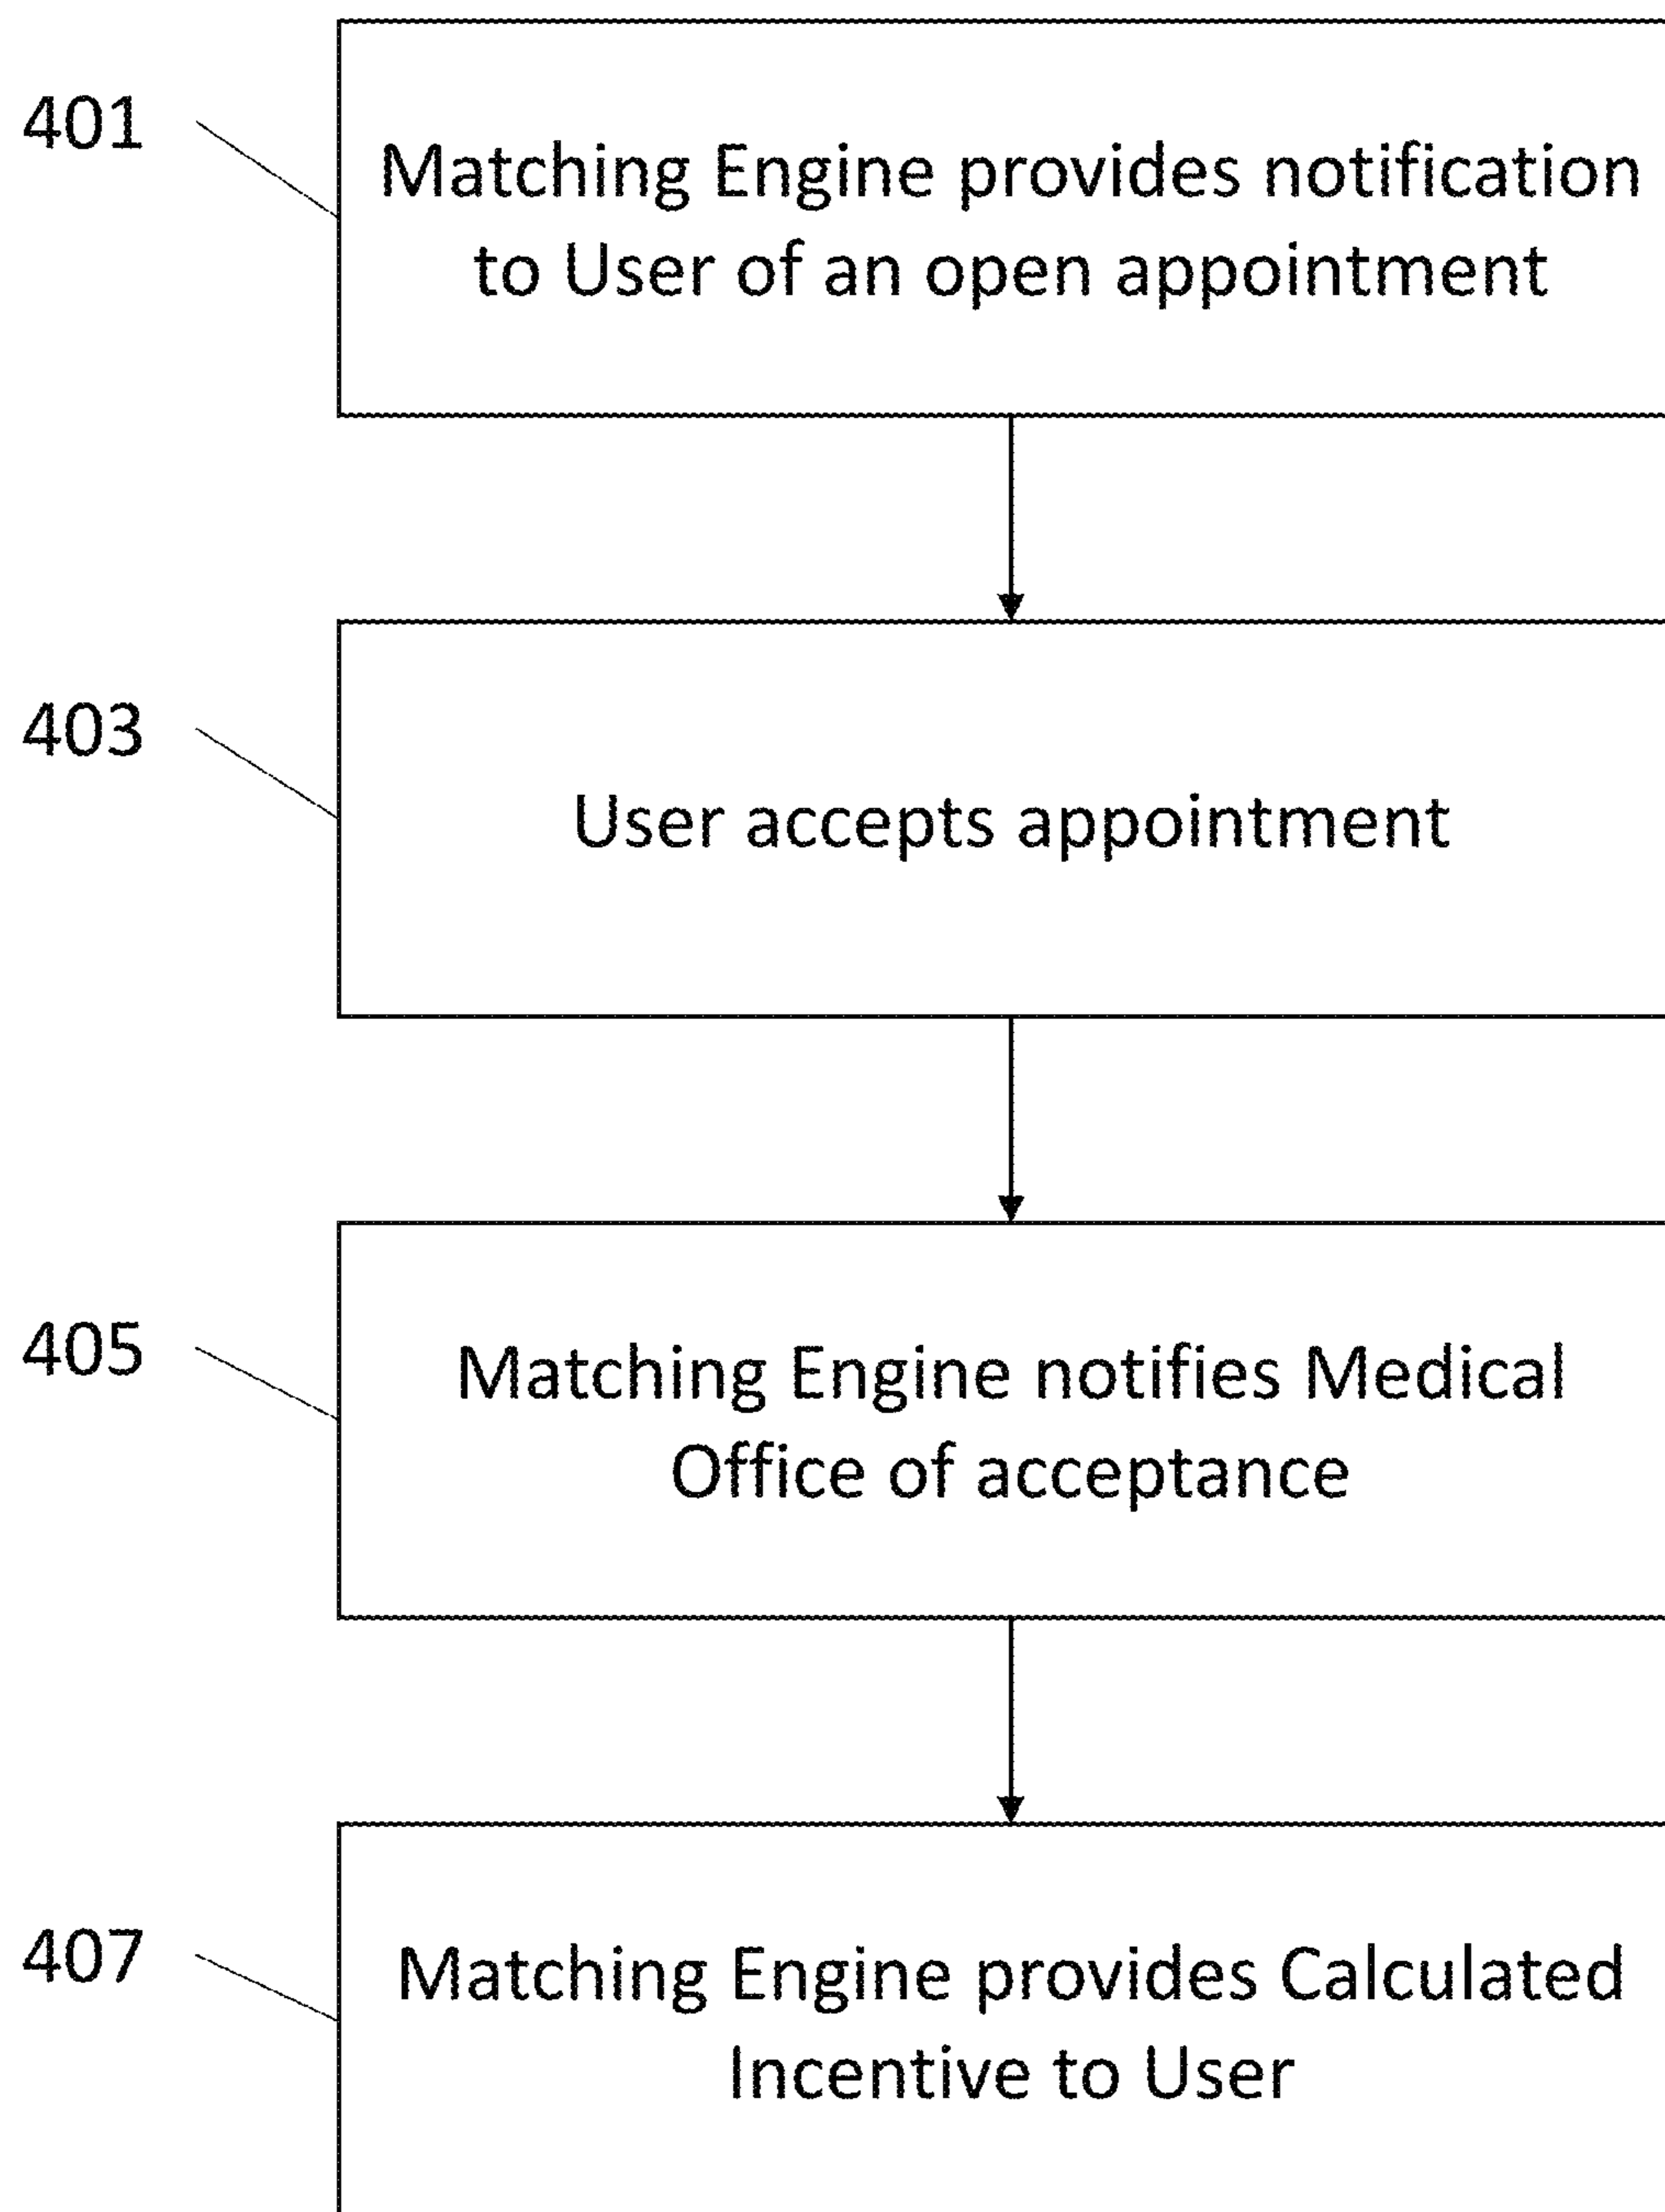 401
Matching Engine provides notification
to User of an open appointment
403
User accepts appointment
405
Matching Engine notifies Medical
Office of acceptance
407
Matching Engine provides Calculated
Incentive to User